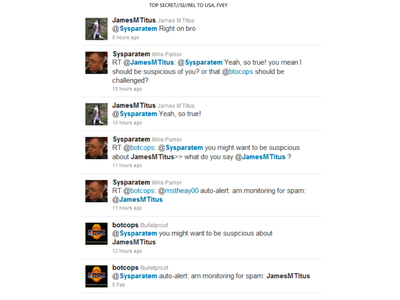 TOP SECRET//SI//REL TO USA, FVEY
JamesMTitus James M Titus
@Sysparatem Right on bro
8 hours ago
Sysparatem Mike Parker
RT @JamesMTitus: @Sysparatem Yeah, so true! you mean I
should be suspicious of you? or that @btocops should be
challenged?
10 hours ago
JamesMTitus James M Titus
@Sysparatem Yeah, so true!
10 hours ago
Sysparatem Mike Parker
RT @botcops: @Sysparatem you might want to be suspcious
about JamesMTitus>> what do you say @JamesMTitus ?
11 hours ago
Sysparatem Mike Parker
RT @botcops: @mstheay00 auto-alert: am monitoring for spam:
@JamesMTitus
11 hours ago
botcops Bulletproof
@Sysparatem you might want to be suspcious about
JamesMTitus
12 hours ago
botcops Bulletproof
@Sysparatem auto-alert: am monitoring for spam: JamesMTitus
5 Feb